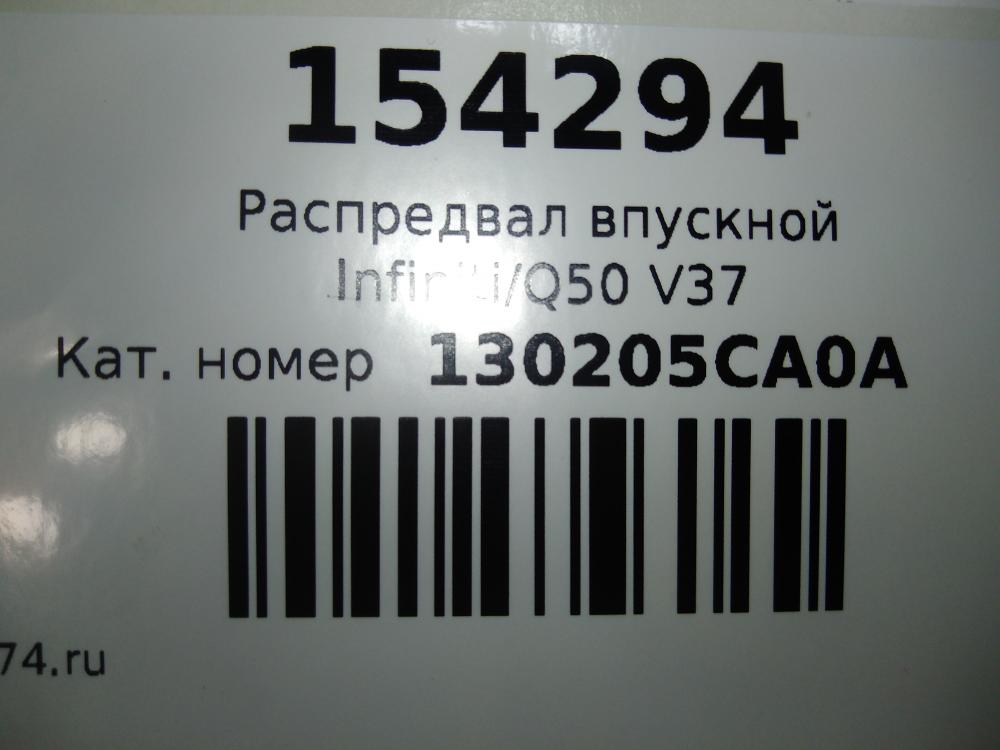 154294
Распредвал впускной
Infiniti/Q50 V37
Кат. номер 130205CA0A
74.ru